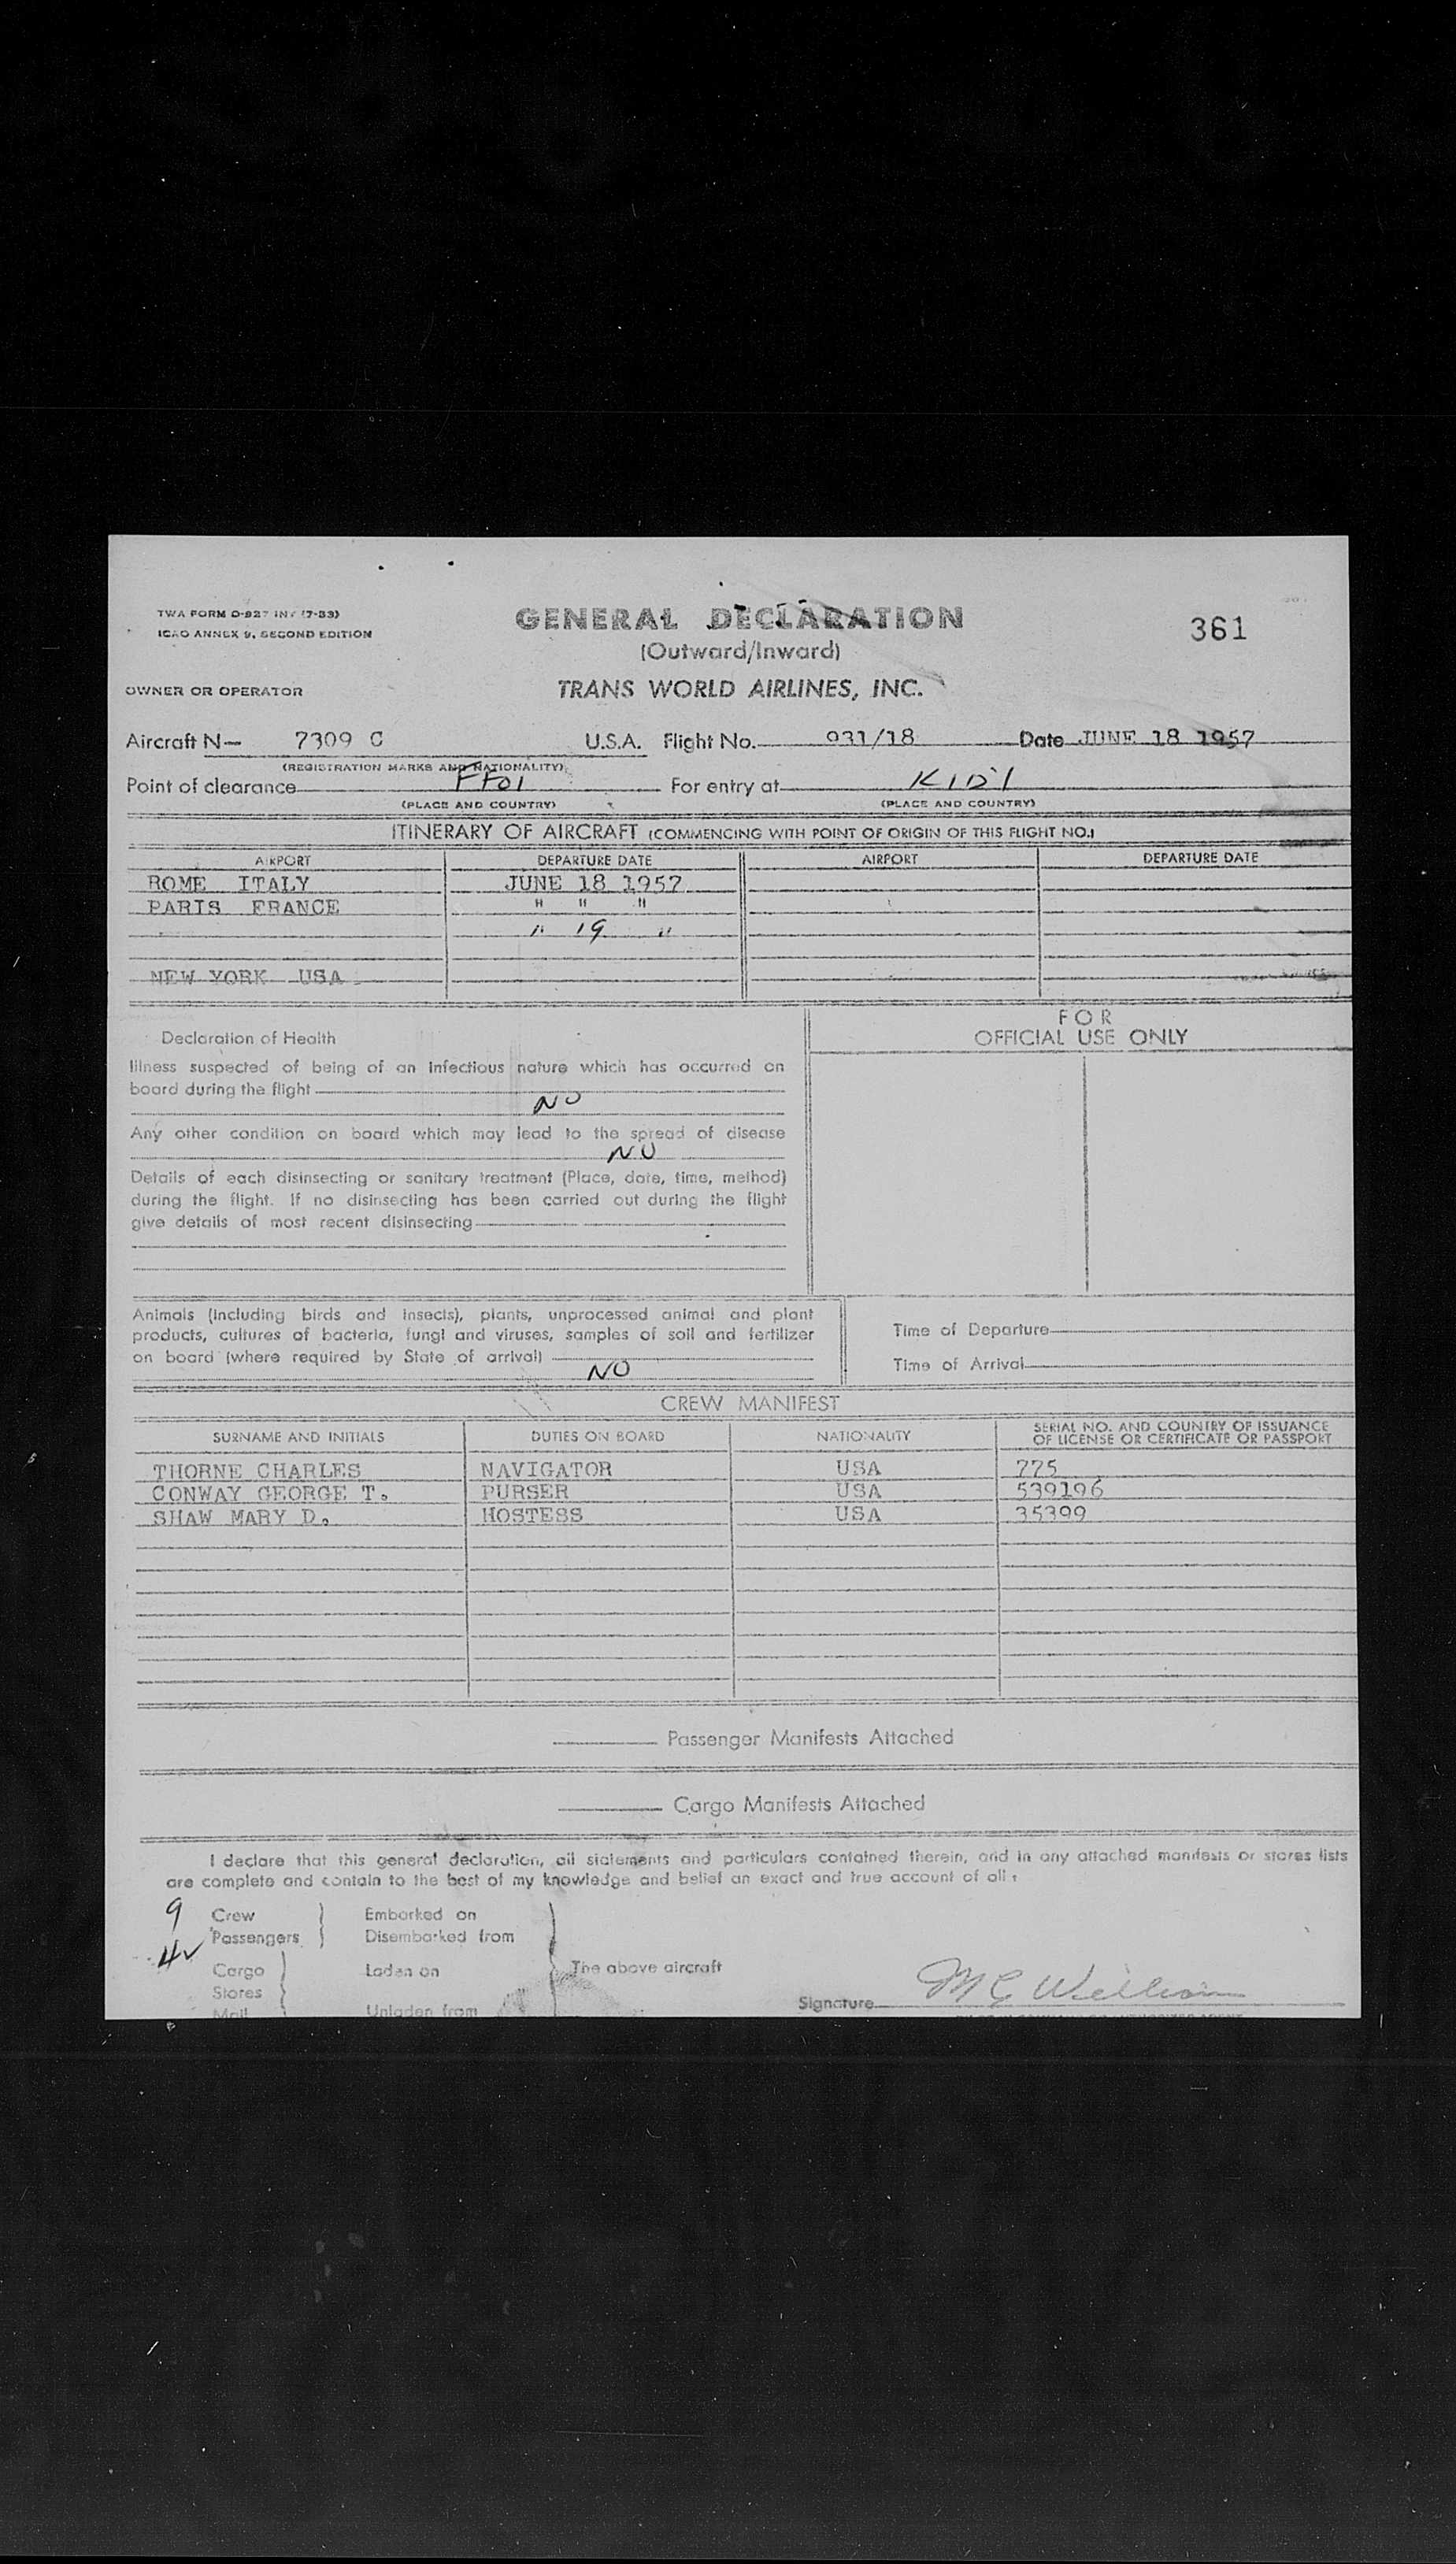 TWA FORM O-927 INT (7-53)
ICAO ANNEX 9, SECOND EDITION
GENERAL DECLARATION
(Outward/Inward)
361
OWNER OR OPERATOR
TRANS WORLD AIRLINES, INC.
Aircraft N— 7309 C U.S.A. Flight No. 931/18 Date JUNE 18 1957
(REGISTRATION MARKS AND NATIONALITY)
Point of clearance For entry at
(PLACE AND COUNTRY) (PLACE AND COUNTRY)
ITINERARY OF AIRCRAFT (COMMENCING WITH POINT OF ORIGIN OF THIS FLIGHT NO.)
AIRPORT DEPARTURE DATE AIRPORT DEPARTURE DATE
ROME ITALY JUNE 18 1957
PARIS FRANCE " " "
" 19 "
NEW YORK USA
Declaration of Health
FOR
OFFICIAL USE ONLY
Illness suspected of being of an infectious nature which has occurred on
board during the flight
NO
Any other condition on board which may lead to the spread of disease
NO
Details of each disinsecting or sanitary treatment (Place, date, time, method)
during the flight. If no disinsecting has been carried out during the flight
give details of most recent disinsecting
Animals (including birds and insects), plants, unprocessed animal and plant
products, cultures of bacteria, fungi and viruses, samples of soil and fertilizer
on board (where required by State of arrival)
NO
Time of Departure
Time of Arrival
CREW MANIFEST
SURNAME AND INITIALS DUTIES ON BOARD NATIONALITY SERIAL NO. AND COUNTRY OF ISSUANCE
OF LICENSE OR CERTIFICATE OR PASSPORT
THORNE CHARLES NAVIGATOR USA 775
CONWAY GEORGE T. PURSER USA 539196
SHAW MARY D. HOSTESS USA 35399
Passenger Manifests Attached
Cargo Manifests Attached
I declare that this general declaration, all statements and particulars contained therein, and in any attached manifests or stores lists
are complete and contain to the best of my knowledge and belief an exact and true account of all:
9 Crew Embarked on
Passengers Disembarked from
Cargo Laden on The above aircraft
Stores
Signature
Mail Unladen from